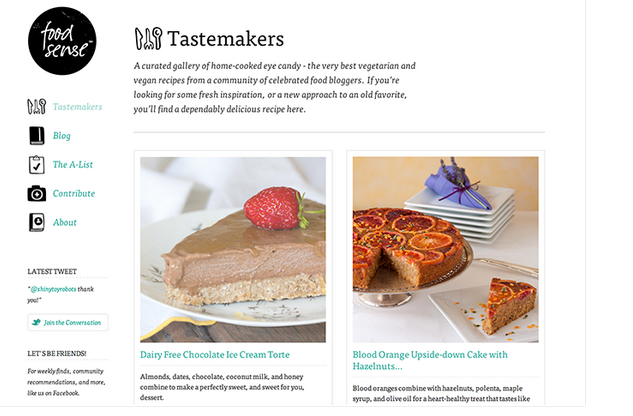 food
sense
Tastemakers
Blog
The A-List
Contribute
About
LATEST TWEET
"@shinytoyrobots thank
you!"
Join the Conversation
LET'S BE FRIENDS!
For weekly finds, community
recommendations, and more,
like us on Facebook.
Tastemakers
A curated gallery of home-cooked eye candy - the very best vegetarian and
vegan recipes from a community of celebrated food bloggers. If you're
looking for some fresh inspiration, or a new approach to an old favorite,
you'll find a dependably delicious recipe here.
Dairy Free Chocolate Ice Cream Torte
Almonds, dates, chocolate, coconut milk, and honey
combine to make a perfectly sweet, and sweet for you,
dessert.
Blood Orange Upside-down Cake with
Hazelnuts...
Blood oranges combine with hazelnuts, polenta, maple
syrup, and olive oil for a heart-healthy treat that tastes like